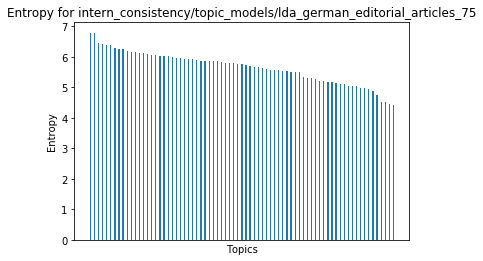 Entropy for intern_consistency/topic_models/lda_german_editorial_articles_75
7
6
5
4
3
2
1
0
Entropy
Topics